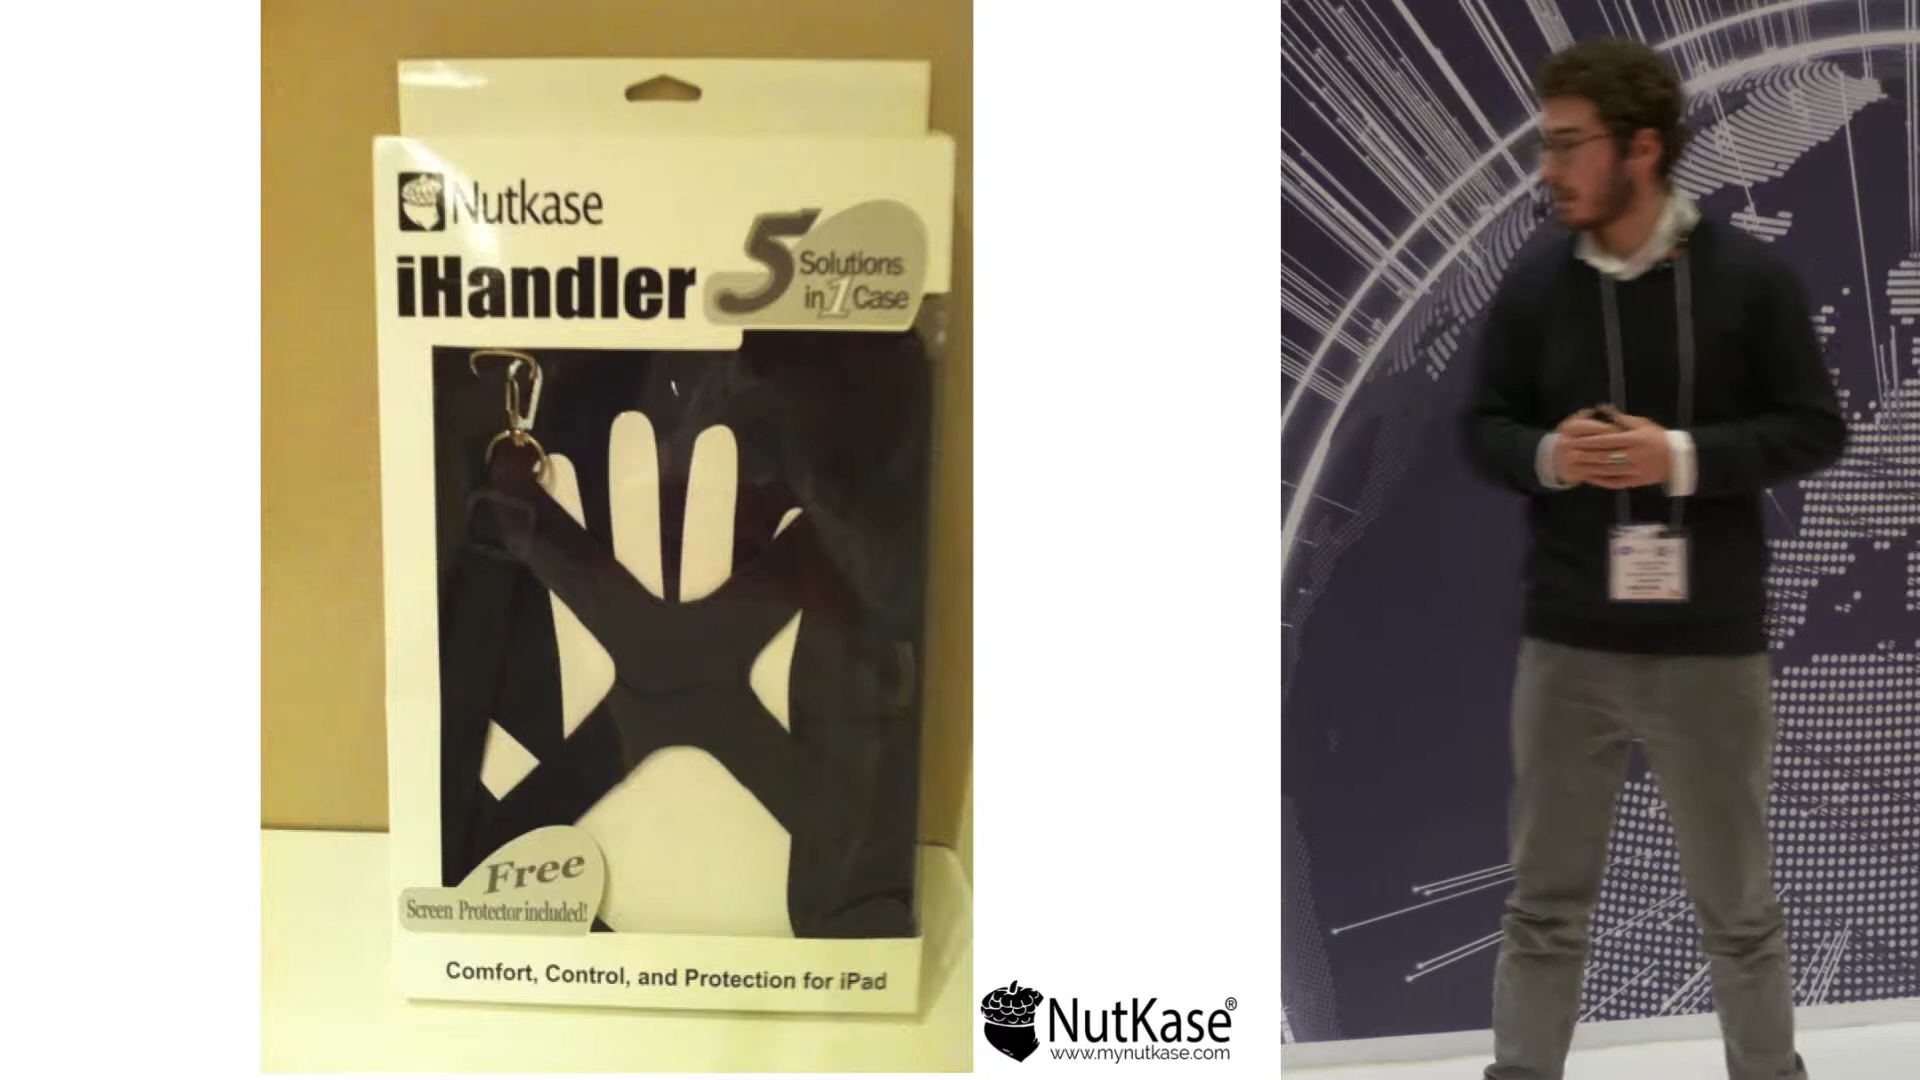 Nutkase
iHandler
5 Solutions
in 1 Case
Free
Screen Protector included!
Comfort, Control, and Protection for iPad
NutKase®
www.mynutkase.com